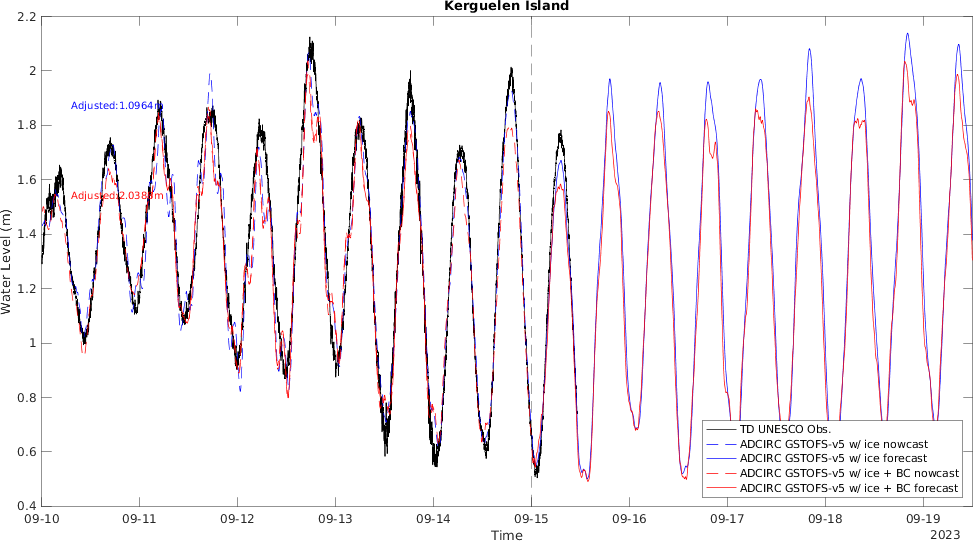 Kerguelen Island
2.2
2
1.8
1.6
1.4
1.2
1
0.8
0.6
0.4
Water Level (m)
Adjusted:1.0964m
Adjusted:2.0388m
TD UNESCO Obs.
ADCIRC GSTOFS-v5 w/ ice nowcast
ADCIRC GSTOFS-v5 w/ ice forecast
ADCIRC GSTOFS-v5 w/ ice + BC nowcast
ADCIRC GSTOFS-v5 w/ ice + BC forecast
09-10 09-11 09-12 09-13 09-14 09-15 09-16 09-17 09-18 09-19
Time
2023